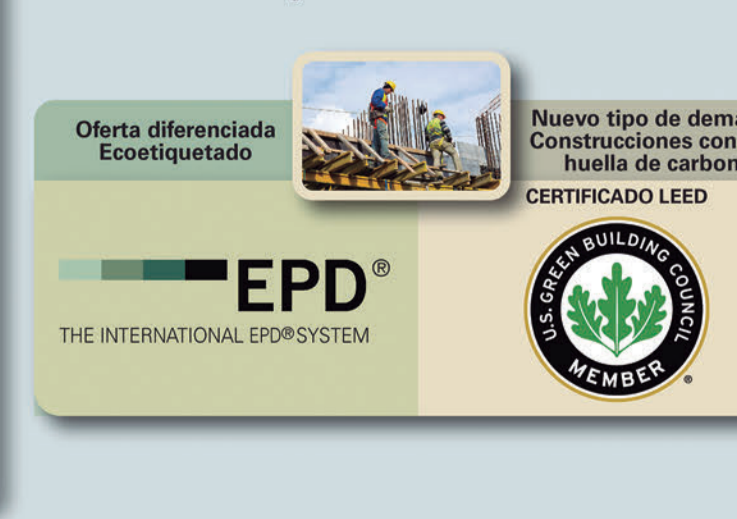 Oferta diferenciada
Ecoetiquetado
Nuevo tipo de
Construcciones con
huella de
CERTIFICADO LEED
EPD®
THE INTERNATIONAL EPD® SYSTEM
U.S. GREEN BUILDING COUNCIL
MEMBER
®